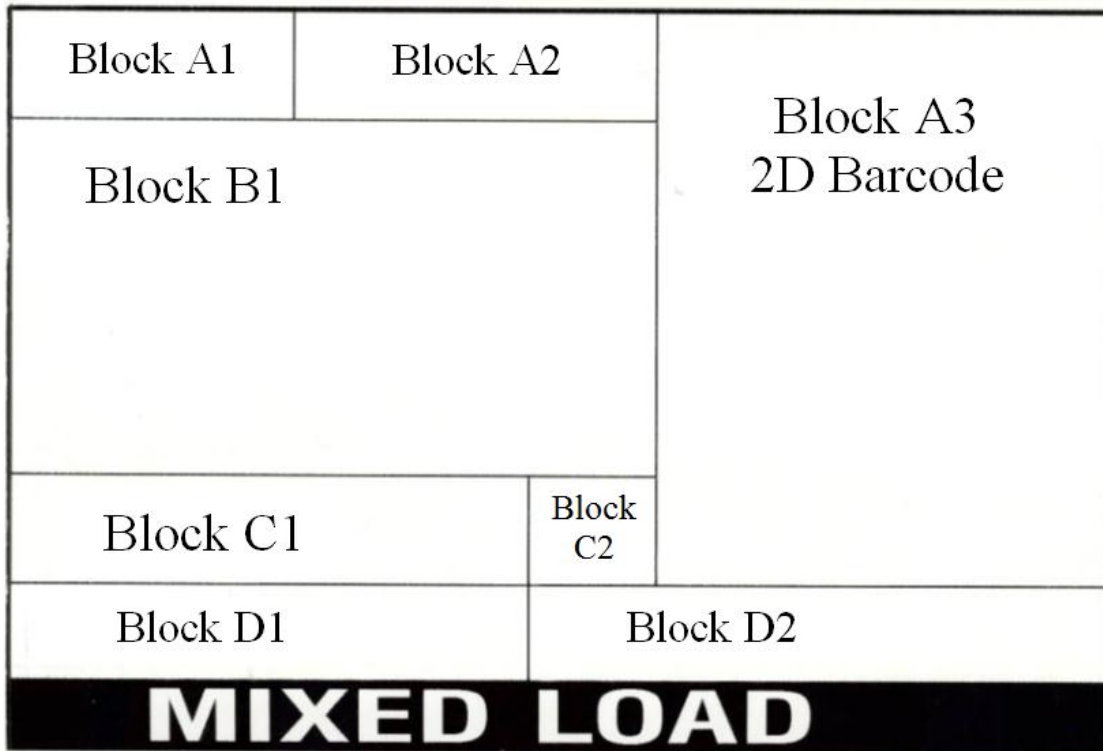 Block A1
Block A2
Block A3
2D Barcode
Block B1
Block C1
Block
C2
Block D1
Block D2
MIXED LOAD